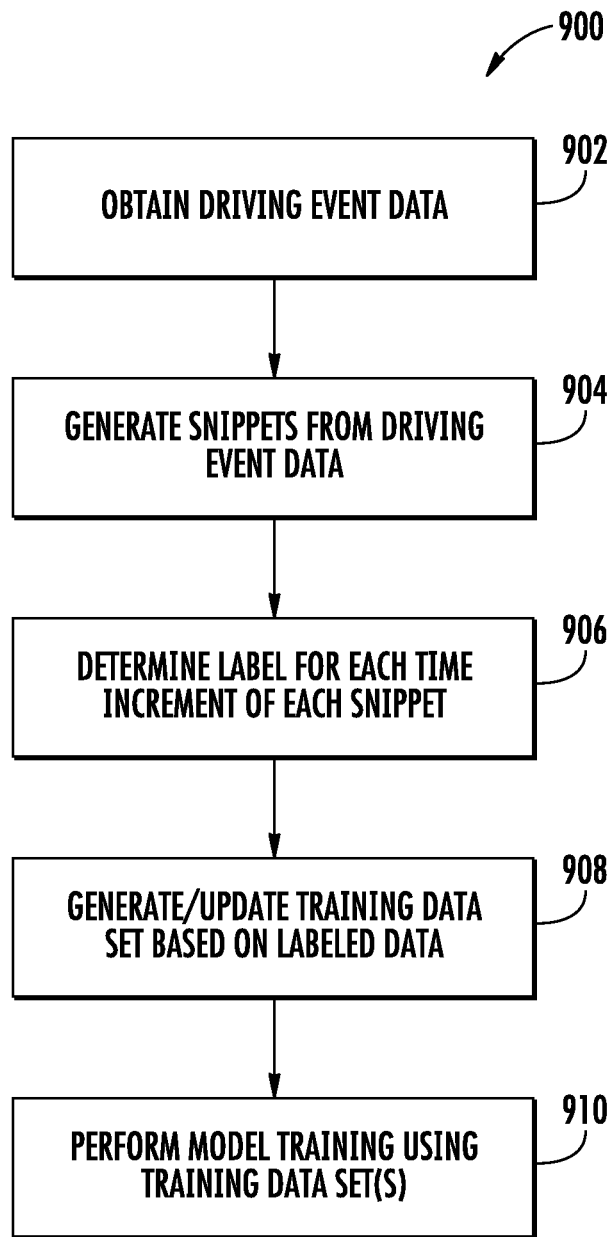 900
902
OBTAIN DRIVING EVENT DATA
904
GENERATE SNIPPETS FROM DRIVING
EVENT DATA
906
DETERMINE LABEL FOR EACH TIME
INCREMENT OF EACH SNIPPET
908
GENERATE/UPDATE TRAINING DATA
SET BASED ON LABELED DATA
910
PERFORM MODEL TRAINING USING
TRAINING DATA SET(S)